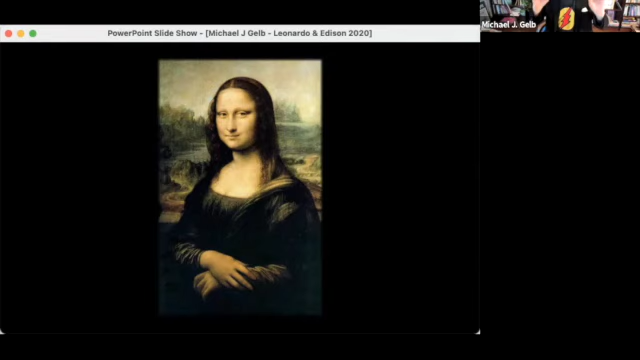 PowerPoint Slide Show - [Michael J Gelb - Leonardo & Edison 2020]
Michael J. Gelb